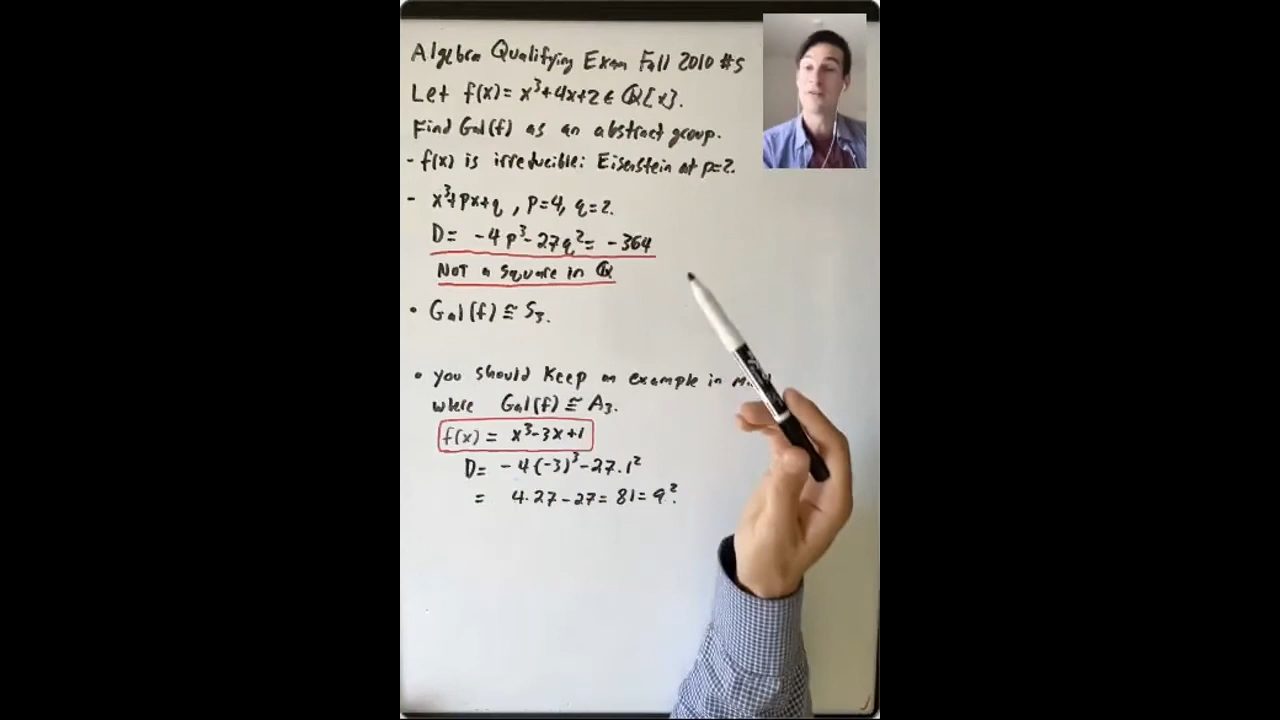 Algebra Qualifying Exam Fall 2010 #5
Let f(x)= x³+4x+2 ∈ ℚ[x].
Find Gal(f) as an abstract group.
- f(x) is irreducible: Eisenstein at p=2.
- x³+px+q, p=4, q=2.
D= -4p³-27q²= -364
NOT a square in ℚ
• Gal(f) ≅ S₃.
• you should keep an example in
where Gal(f) ≅ A₃.
f(x) = x³-3x+1
D= -4(-3)³-27·1²
= 4·27-27= 81= 9².